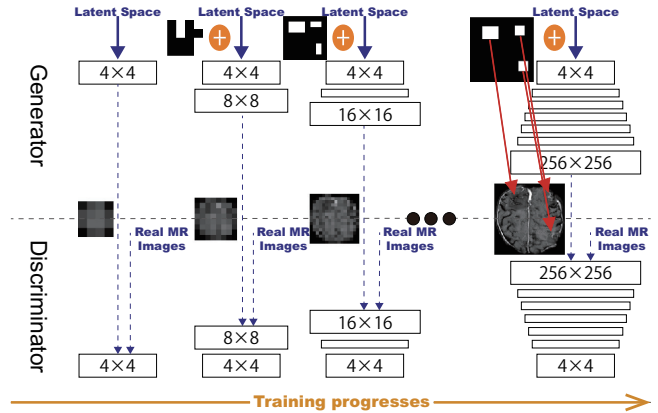 Latent Space
Latent Space
Latent Space
Latent Space
Generator
4×4
4×4
4×4
4×4
8×8
16×16
256×256
Real MR
Images
Real MR
Images
Real MR
Images
Real MR
Images
Discriminator
256×256
16×16
8×8
4×4
4×4
4×4
4×4
Training progresses